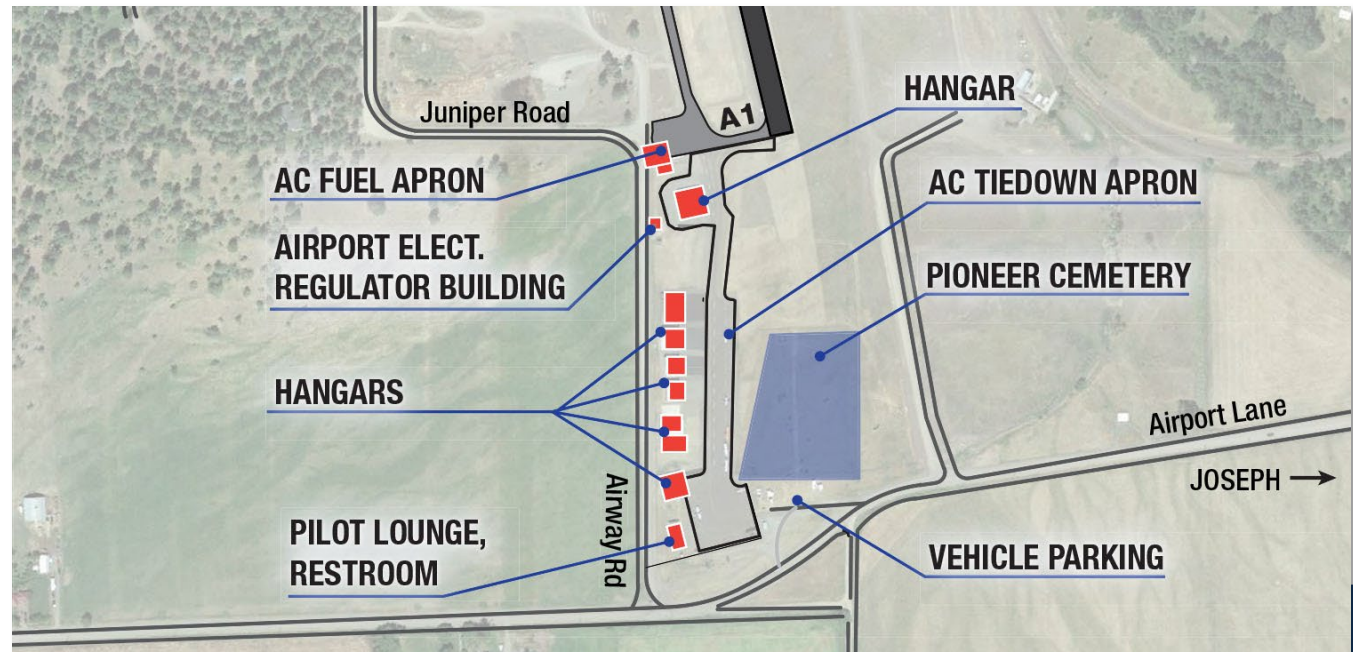 Juniper Road
A1
HANGAR
AC FUEL APRON
AC TIEDOWN APRON
AIRPORT ELECT.
REGULATOR BUILDING
PIONEER CEMETERY
HANGARS
Airport Lane
JOSEPH
Airway Rd
PILOT LOUNGE,
RESTROOM
VEHICLE PARKING